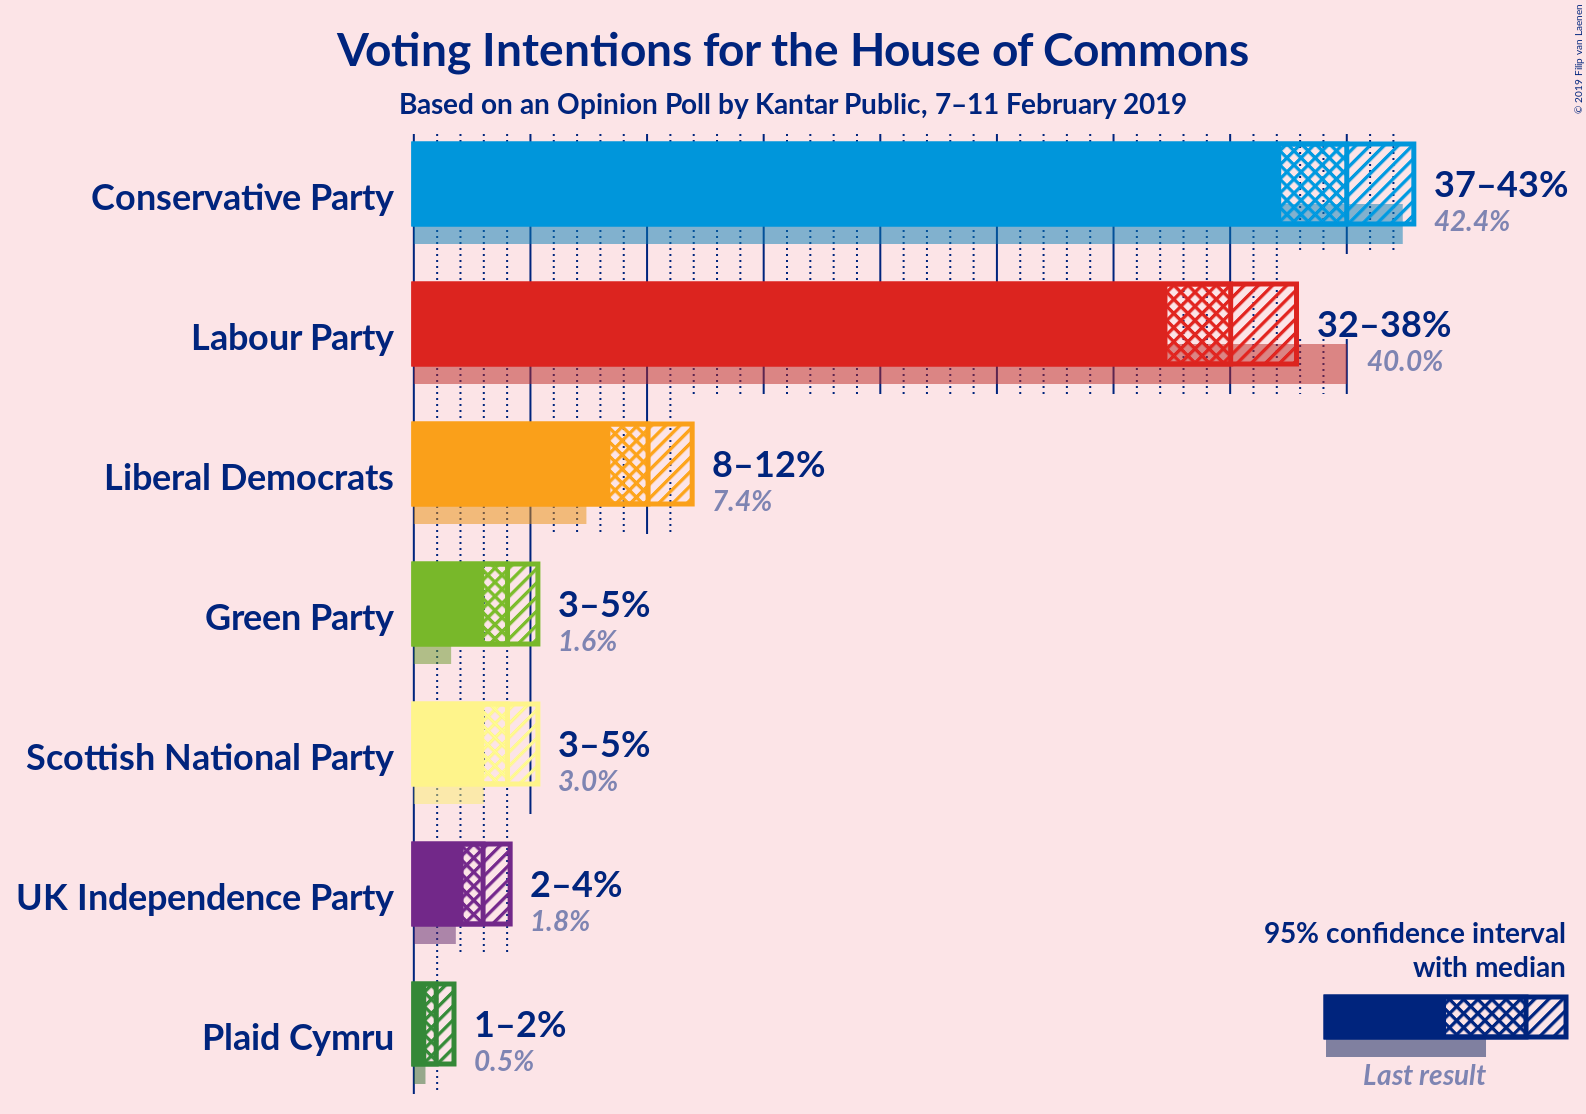 Voting Intentions for the House of Commons
Based on an Opinion Poll by Kantar Public, 7–11 February 2019
© 2019 Filip van Laenen
Conservative Party
37–43%
42.4%
Labour Party
32–38%
40.0%
Liberal Democrats
8–12%
7.4%
Green Party
3–5%
1.6%
Scottish National Party
3–5%
3.0%
UK Independence Party
2–4%
1.8%
Plaid Cymru
1–2%
0.5%
95% confidence interval
with median
Last result